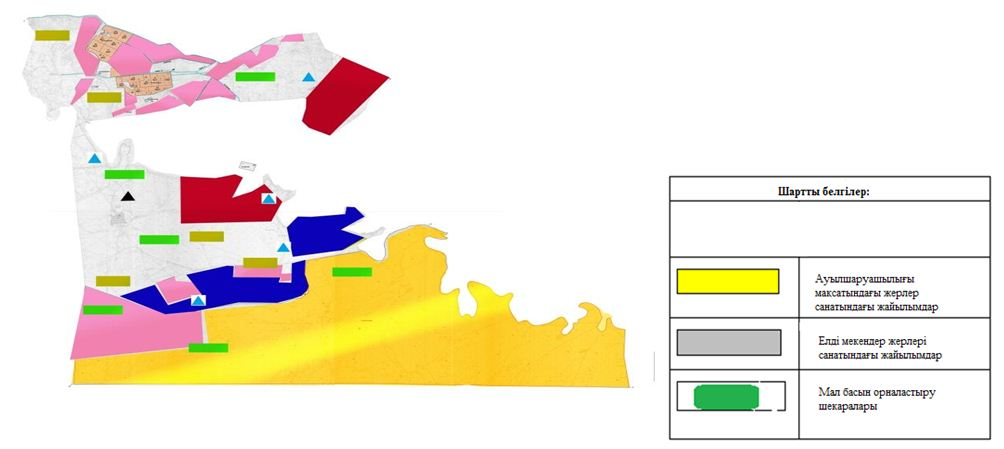 Шартты белгілер:
Ауылшаруашылығы
мақсатындағы жерлер
санатындағы жайылымдар
Елді мекендер жерлері
санатындағы жайылымдар
Мал басын орналастыру
шекаралары